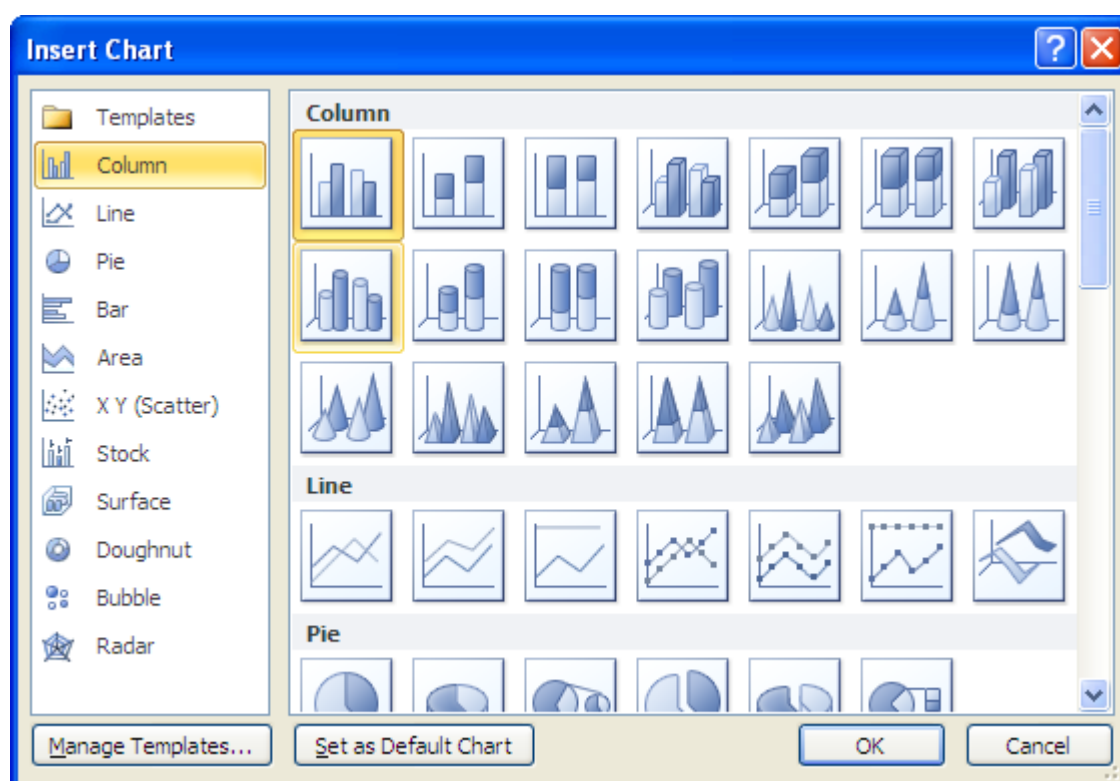 Insert Chart
Templates
Column
Line
Pie
Bar
Area
X Y (Scatter)
Stock
Surface
Doughnut
Bubble
Radar
Column
Line
Pie
Manage Templates...
Set as Default Chart
OK
Cancel